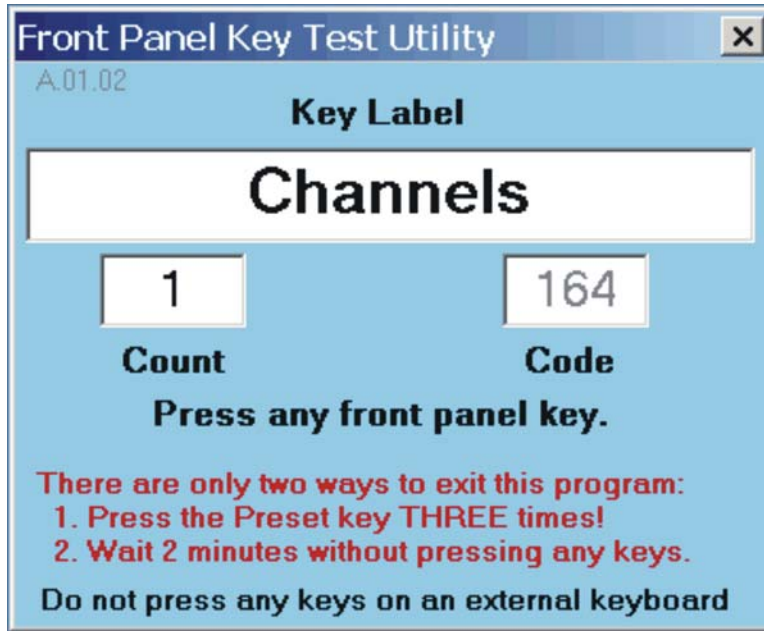 Front Panel Key Test Utility
A.01.02
Key Label
Channels
1 164
Count Code
Press any front panel key.
There are only two ways to exit this program:
1. Press the Preset key THREE times!
2. Wait 2 minutes without pressing any keys.
Do not press any keys on an external keyboard